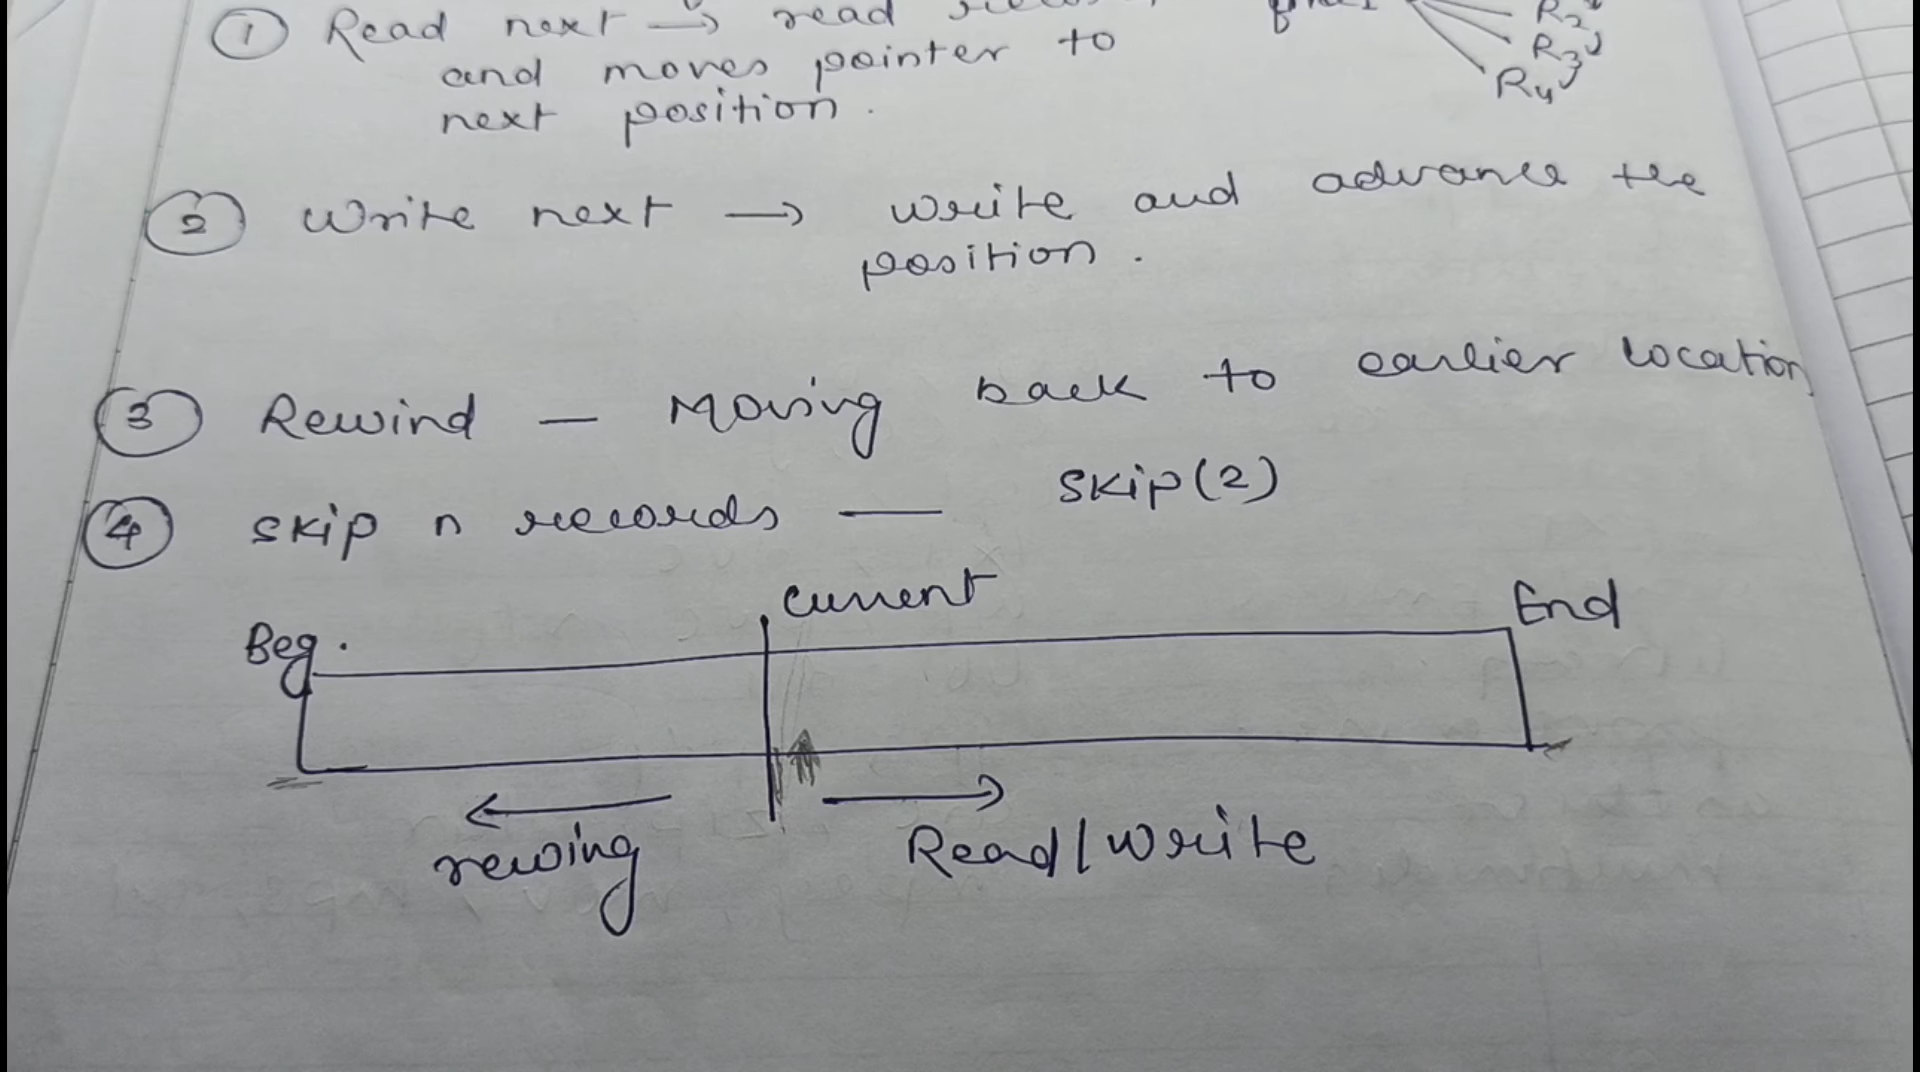 ① Read next → read
and moves pointer to
next position.
R2
R3
R4
② Write next → write and advance the
position.
③ Rewind — Moving back to earlier location
④ skip n records — skip(2)
Beg. current End
rewing Read/write